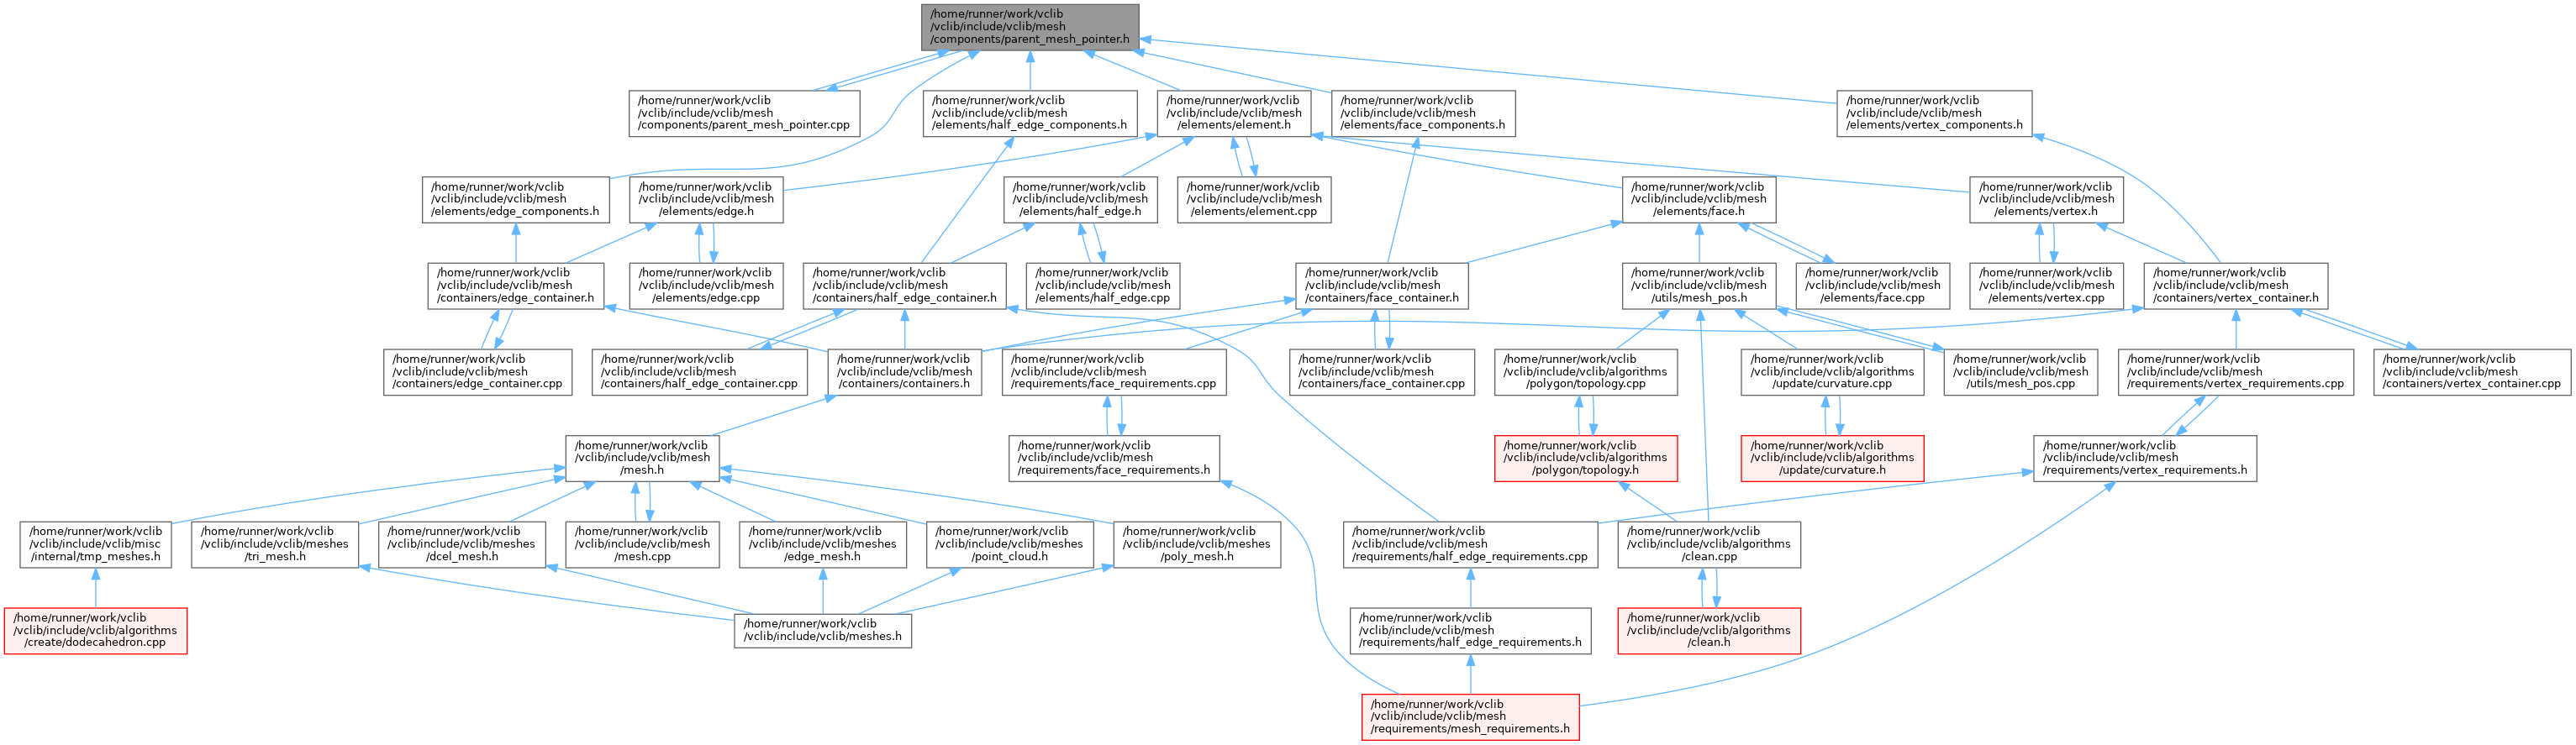 /home/runner/work/vclib
/vclib/include/vclib/mesh
/components/parent_mesh_pointer.h
/home/runner/work/vclib
/vclib/include/vclib/mesh
/components/parent_mesh_pointer.cpp
/home/runner/work/vclib
/vclib/include/vclib/mesh
/elements/half_edge_components.h
/home/runner/work/vclib
/vclib/include/vclib/mesh
/elements/element.h
/home/runner/work/vclib
/vclib/include/vclib/mesh
/elements/face_components.h
/home/runner/work/vclib
/vclib/include/vclib/mesh
/elements/vertex_components.h
/home/runner/work/vclib
/vclib/include/vclib/mesh
/elements/edge_components.h
/home/runner/work/vclib
/vclib/include/vclib/mesh
/elements/edge.h
/home/runner/work/vclib
/vclib/include/vclib/mesh
/elements/half_edge.h
/home/runner/work/vclib
/vclib/include/vclib/mesh
/elements/element.cpp
/home/runner/work/vclib
/vclib/include/vclib/mesh
/elements/face.h
/home/runner/work/vclib
/vclib/include/vclib/mesh
/elements/vertex.h
/home/runner/work/vclib
/vclib/include/vclib/mesh
/containers/edge_container.h
/home/runner/work/vclib
/vclib/include/vclib/mesh
/elements/edge.cpp
/home/runner/work/vclib
/vclib/include/vclib/mesh
/containers/half_edge_container.h
/home/runner/work/vclib
/vclib/include/vclib/mesh
/elements/half_edge.cpp
/home/runner/work/vclib
/vclib/include/vclib/mesh
/containers/face_container.h
/home/runner/work/vclib
/vclib/include/vclib/mesh
/utils/mesh_pos.h
/home/runner/work/vclib
/vclib/include/vclib/mesh
/elements/face.cpp
/home/runner/work/vclib
/vclib/include/vclib/mesh
/elements/vertex.cpp
/home/runner/work/vclib
/vclib/include/vclib/mesh
/containers/vertex_container.h
/home/runner/work/vclib
/vclib/include/vclib/mesh
/containers/edge_container.cpp
/home/runner/work/vclib
/vclib/include/vclib/mesh
/containers/half_edge_container.cpp
/home/runner/work/vclib
/vclib/include/vclib/mesh
/containers/containers.h
/home/runner/work/vclib
/vclib/include/vclib/mesh
/requirements/face_requirements.cpp
/home/runner/work/vclib
/vclib/include/vclib/mesh
/containers/face_container.cpp
/home/runner/work/vclib
/vclib/include/vclib/algorithms
/polygon/topology.cpp
/home/runner/work/vclib
/vclib/include/vclib/algorithms
/update/curvature.cpp
/home/runner/work/vclib
/vclib/include/vclib/mesh
/utils/mesh_pos.cpp
/home/runner/work/vclib
/vclib/include/vclib/mesh
/requirements/vertex_requirements.cpp
/home/runner/work/vclib
/vclib/include/vclib/mesh
/containers/vertex_container.cpp
/home/runner/work/vclib
/vclib/include/vclib/mesh
/mesh.h
/home/runner/work/vclib
/vclib/include/vclib/mesh
/requirements/face_requirements.h
/home/runner/work/vclib
/vclib/include/vclib/algorithms
/polygon/topology.h
/home/runner/work/vclib
/vclib/include/vclib/algorithms
/update/curvature.h
/home/runner/work/vclib
/vclib/include/vclib/mesh
/requirements/vertex_requirements.h
/home/runner/work/vclib
/vclib/include/vclib/misc
/internal/tmp_meshes.h
/home/runner/work/vclib
/vclib/include/vclib/meshes
/tri_mesh.h
/home/runner/work/vclib
/vclib/include/vclib/meshes
/dcel_mesh.h
/home/runner/work/vclib
/vclib/include/vclib/mesh
/mesh.cpp
/home/runner/work/vclib
/vclib/include/vclib/meshes
/edge_mesh.h
/home/runner/work/vclib
/vclib/include/vclib/meshes
/point_cloud.h
/home/runner/work/vclib
/vclib/include/vclib/meshes
/poly_mesh.h
/home/runner/work/vclib
/vclib/include/vclib/mesh
/requirements/half_edge_requirements.cpp
/home/runner/work/vclib
/vclib/include/vclib/algorithms
/clean.cpp
/home/runner/work/vclib
/vclib/include/vclib/algorithms
/create/dodecahedron.cpp
/home/runner/work/vclib
/vclib/include/vclib/meshes.h
/home/runner/work/vclib
/vclib/include/vclib/mesh
/requirements/half_edge_requirements.h
/home/runner/work/vclib
/vclib/include/vclib/algorithms
/clean.h
/home/runner/work/vclib
/vclib/include/vclib/mesh
/requirements/mesh_requirements.h